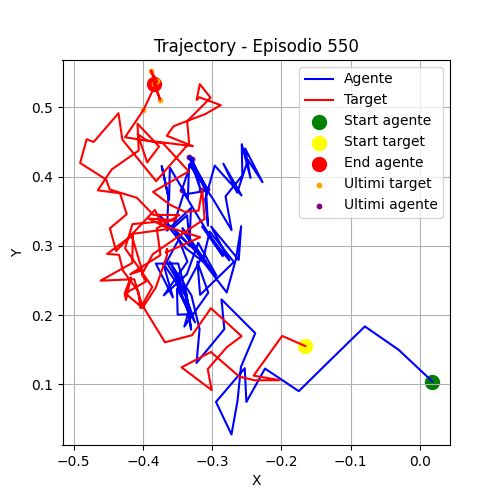 Trajectory - Episodio 550
Agente
Target
Start agente
Start target
End agente
Ultimi target
Ultimi agente
Y
0.5
0.4
0.3
0.2
0.1
−0.5 −0.4 −0.3 −0.2 −0.1 0.0
X